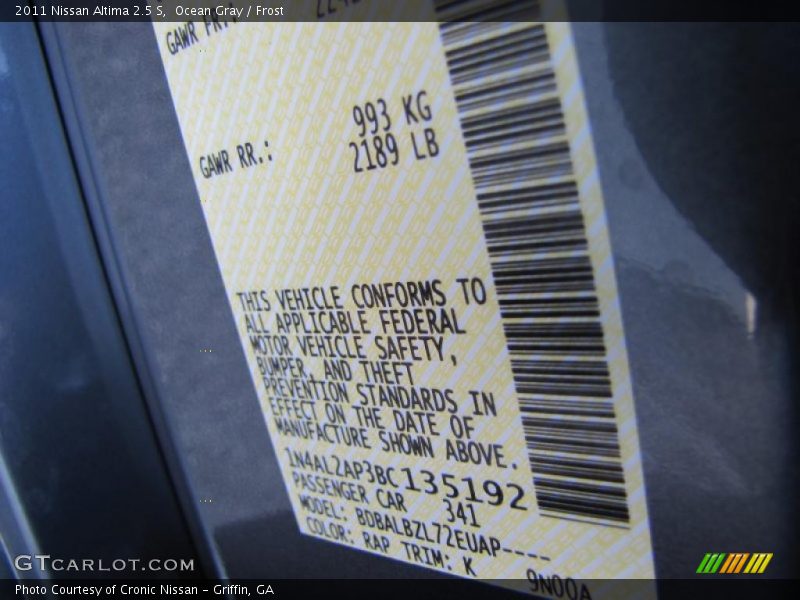 2011 Nissan Altima 2.5 S,  Ocean Gray / Frost
GAWR FR.:
GAWR RR.: 993 KG
2189 LB
THIS VEHICLE CONFORMS TO
ALL APPLICABLE FEDERAL
MOTOR VEHICLE SAFETY,
BUMPER, AND THEFT
PREVENTION STANDARDS IN
EFFECT ON THE DATE OF
MANUFACTURE SHOWN ABOVE.
1N4AL2AP3BC135192
PASSENGER CAR 341
MODEL: BDBALBZL72EUAP----
COLOR: RAP TRIM: K 9N00A
GTCARLOT.COM
Photo Courtesy of Cronic Nissan - Griffin, GA